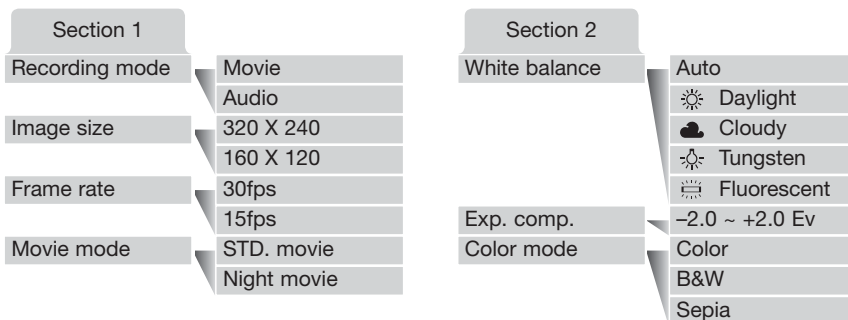 Section 1
Recording mode
Movie
Audio
Image size
320 X 240
160 X 120
Frame rate
30fps
15fps
Movie mode
STD. movie
Night movie
Section 2
White balance
Auto
Daylight
Cloudy
Tungsten
Fluorescent
Exp. comp.
–2.0 ~ +2.0 Ev
Color mode
Color
B&W
Sepia